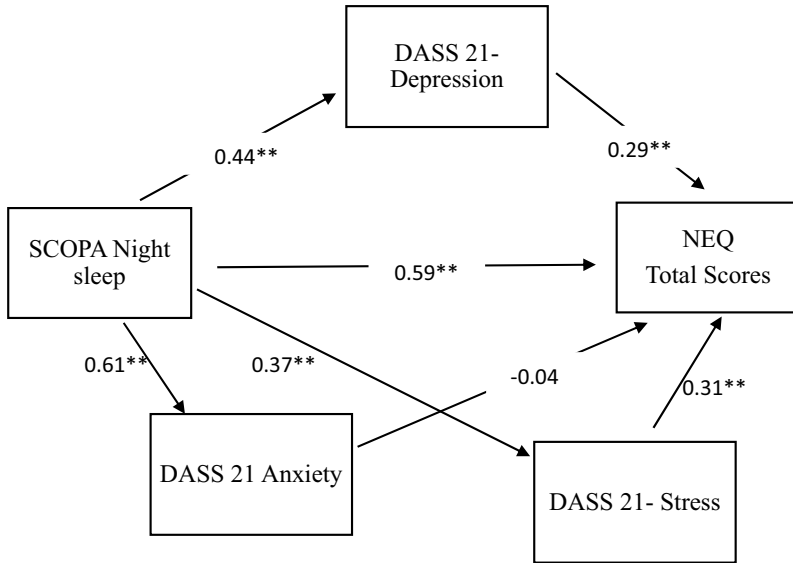 DASS 21-
Depression
0.44**
0.29**
SCOPA Night
sleep
NEQ
Total Scores
0.59**
0.61**
0.37**
-0.04
0.31**
DASS 21 Anxiety
DASS 21- Stress